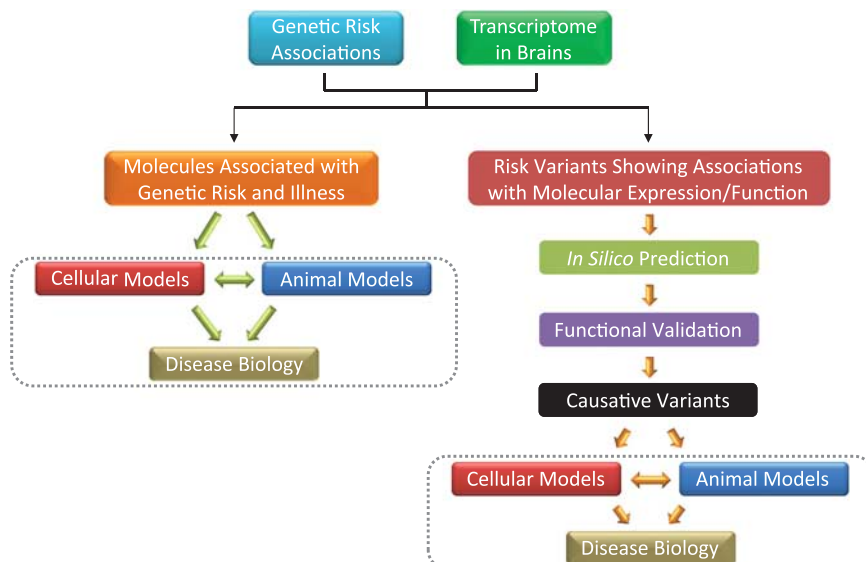 Genetic Risk
Associations
Transcriptome
in Brains
Molecules Associated with
Genetic Risk and Illness
Risk Variants Showing Associations
with Molecular Expression/Function
In Silico Prediction
Cellular Models
Animal Models
Functional Validation
Disease Biology
Causative Variants
Cellular Models
Animal Models
Disease Biology